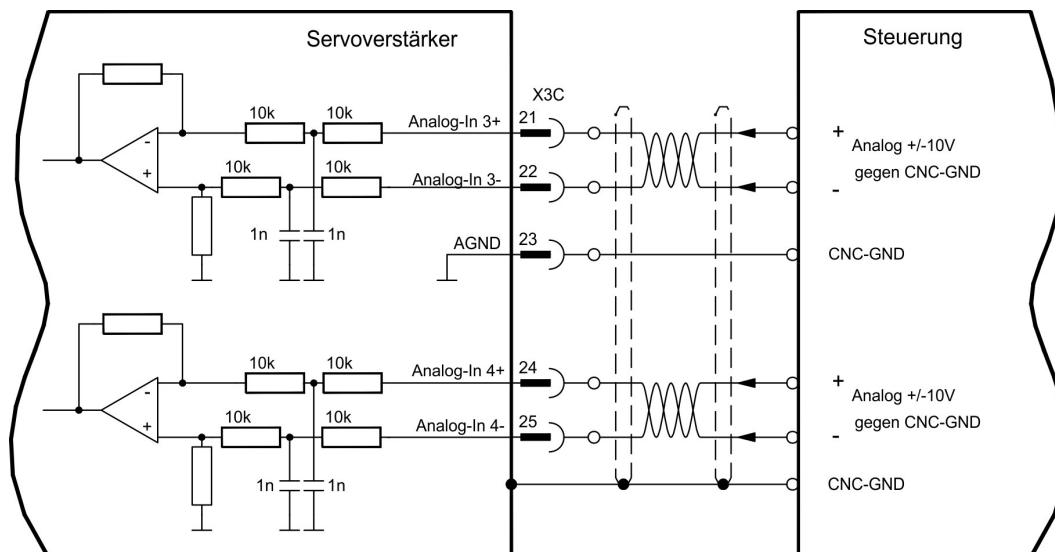 Servoverstärker
Steuerung
X3C
10k
10k
Analog-In 3+
21
+
Analog +/-10V
gegen CNC-GND
-
-
+
10k
10k
Analog-In 3-
22
1n
1n
AGND
23
CNC-GND
10k
10k
Analog-In 4+
24
+
Analog +/-10V
gegen CNC-GND
-
-
+
10k
10k
Analog-In 4-
25
1n
1n
CNC-GND